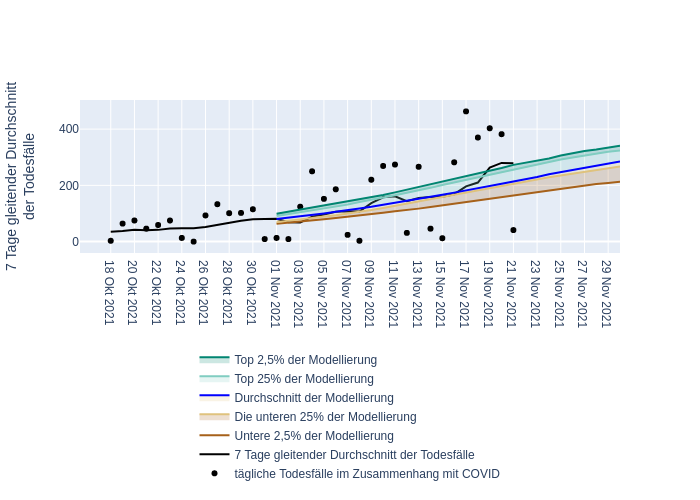 7 Tage gleitender Durchschnitt
der Todesfälle
400
200
0
18 Okt 2021
20 Okt 2021
22 Okt 2021
24 Okt 2021
26 Okt 2021
28 Okt 2021
30 Okt 2021
01 Nov 2021
03 Nov 2021
05 Nov 2021
07 Nov 2021
09 Nov 2021
11 Nov 2021
13 Nov 2021
15 Nov 2021
17 Nov 2021
19 Nov 2021
21 Nov 2021
23 Nov 2021
25 Nov 2021
27 Nov 2021
29 Nov 2021
Top 2,5% der Modellierung
Top 25% der Modellierung
Durchschnitt der Modellierung
Die unteren 25% der Modellierung
Untere 2,5% der Modellierung
7 Tage gleitender Durchschnitt der Todesfälle
tägliche Todesfälle im Zusammenhang mit COVID